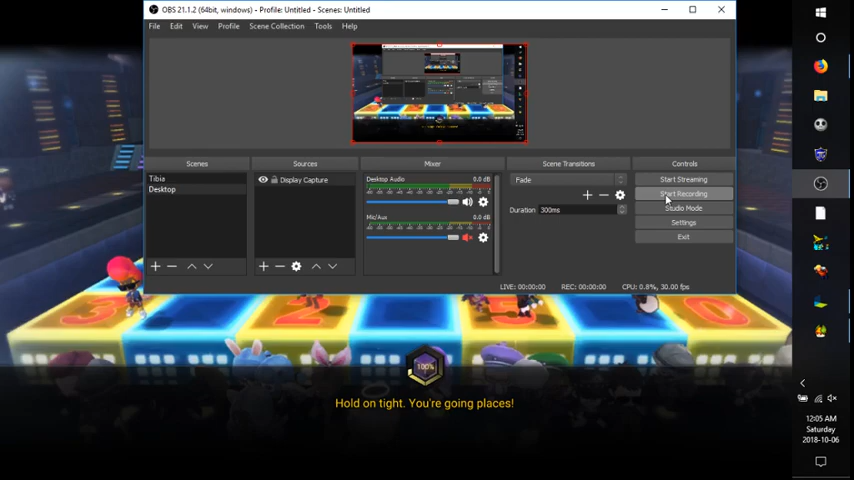 OBS 21.1.2 (64bit, windows) - Profile: Untitled - Scenes: Untitled
File Edit View Profile Scene Collection Tools Help
Scenes Sources Mixer Scene Transitions Controls
Tibia
Desktop
Display Capture
Desktop Audio 0.0 dB
Mic/Aux 0.0 dB
Fade
Duration 300ms
Start Streaming
Start Recording
Studio Mode
Settings
Exit
LIVE: 00:00:00 REC: 00:00:00 CPU: 0.8%, 30.00 fps
100%
Hold on tight. You're going places!
12:05 AM
Saturday
2018-10-06